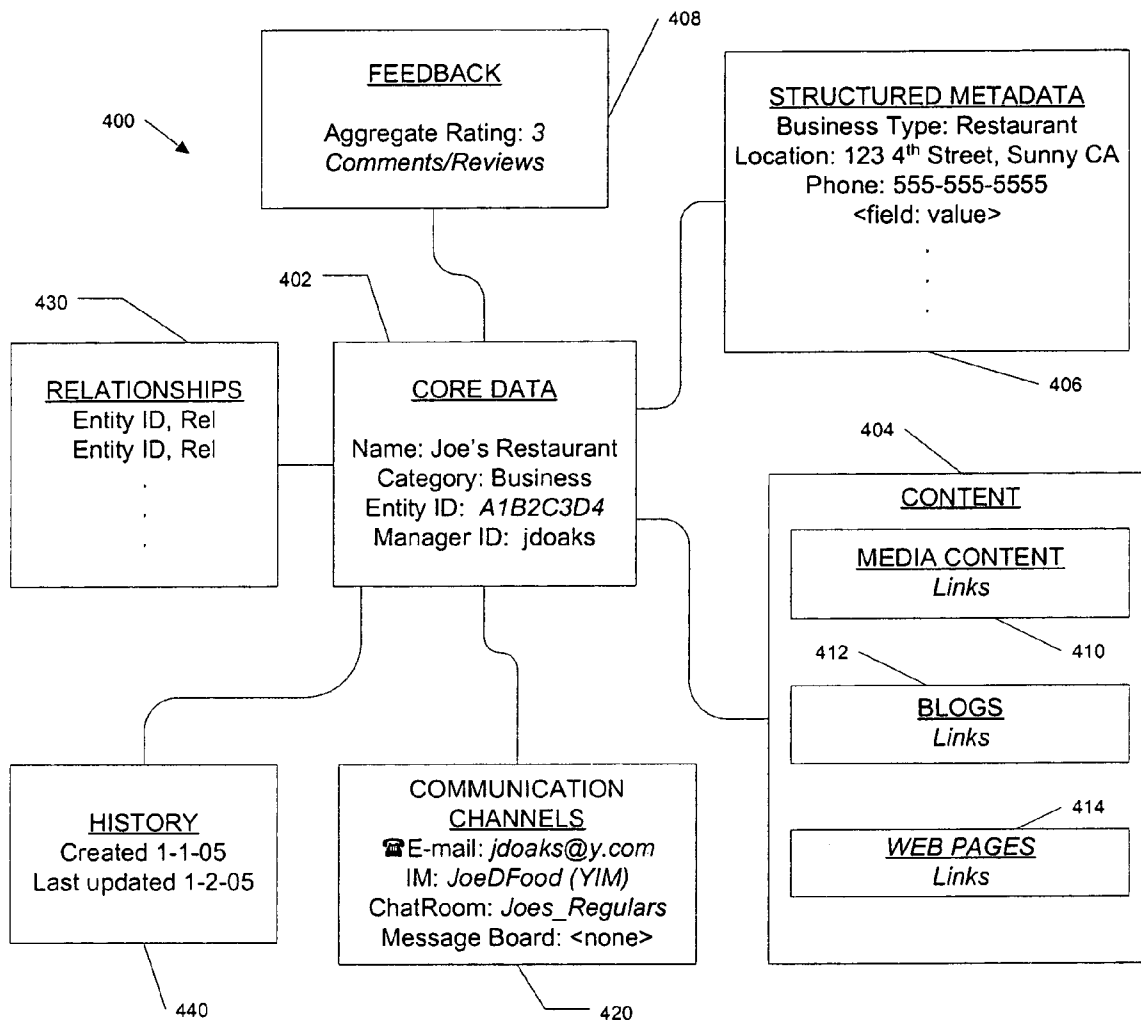 408
FEEDBACK
Aggregate Rating: 3
Comments/Reviews
400
STRUCTURED METADATA
Business Type: Restaurant
Location: 123 4th Street, Sunny CA
Phone: 555-555-5555
<field: value>
.
.
.
406
402
430
RELATIONSHIPS
Entity ID, Rel
Entity ID, Rel
.
.
.
CORE DATA
Name: Joe's Restaurant
Category: Business
Entity ID: A1B2C3D4
Manager ID: jdoaks
404
CONTENT
MEDIA CONTENT
Links
410
412
BLOGS
Links
414
WEB PAGES
Links
HISTORY
Created 1-1-05
Last updated 1-2-05
440
COMMUNICATION
CHANNELS
☎E-mail: jdoaks@y.com
IM: JoeDFood (YIM)
ChatRoom: Joes_Regulars
Message Board: <none>
420